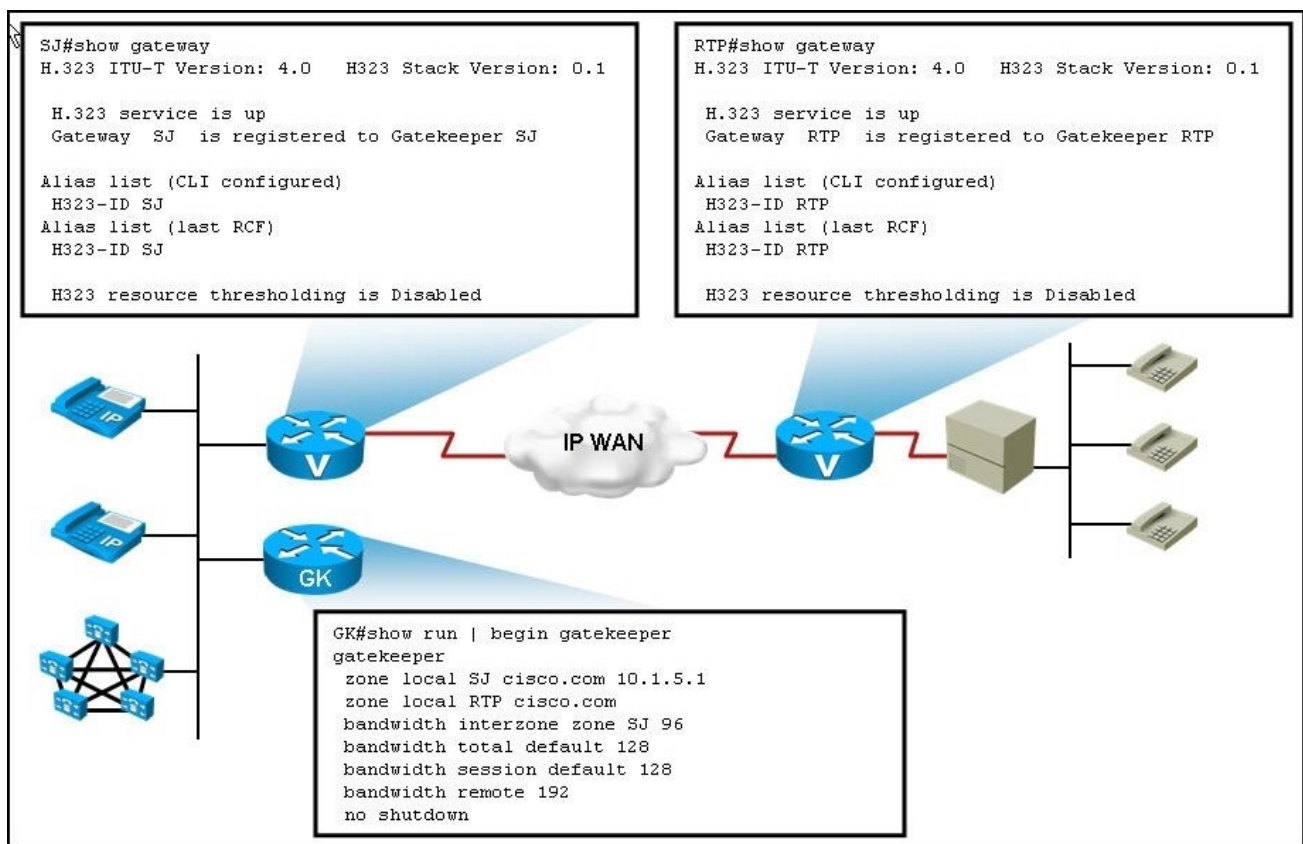 SJ#show gateway
H.323 ITU-T Version: 4.0 H323 Stack Version: 0.1
H.323 service is up
Gateway SJ is registered to Gatekeeper SJ
Alias list (CLI configured)
H323-ID SJ
Alias list (last RCF)
H323-ID SJ
H323 resource thresholding is Disabled
RTP#show gateway
H.323 ITU-T Version: 4.0 H323 Stack Version: 0.1
H.323 service is up
Gateway RTP is registered to Gatekeeper RTP
Alias list (CLI configured)
H323-ID RTP
Alias list (last RCF)
H323-ID RTP
H323 resource thresholding is Disabled
IP
V
IP WAN
V
IP
GK
GK#show run | begin gatekeeper
gatekeeper
zone local SJ cisco.com 10.1.5.1
zone local RTP cisco.com
bandwidth interzone zone SJ 96
bandwidth total default 128
bandwidth session default 128
bandwidth remote 192
no shutdown